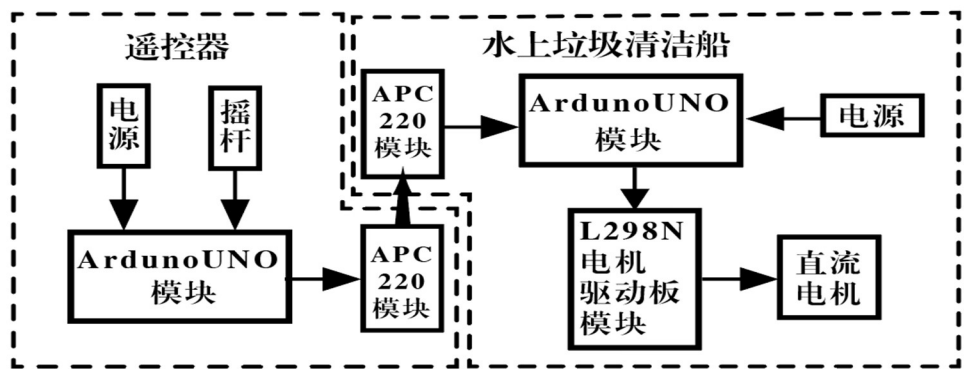 遥控器
电
源
摇
杆
ArdunoUNO
模块
APC
220
模块
水上垃圾清洁船
APC
220
模块
ArdunoUNO
模块
电源
L298N
电机
驱动板
模块
直流
电机